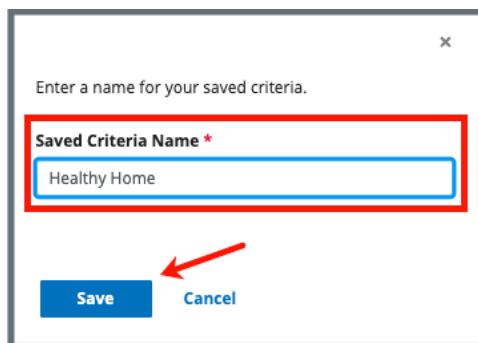 ×
Enter a name for your saved criteria.
Saved Criteria Name *
Healthy Home
Save Cancel